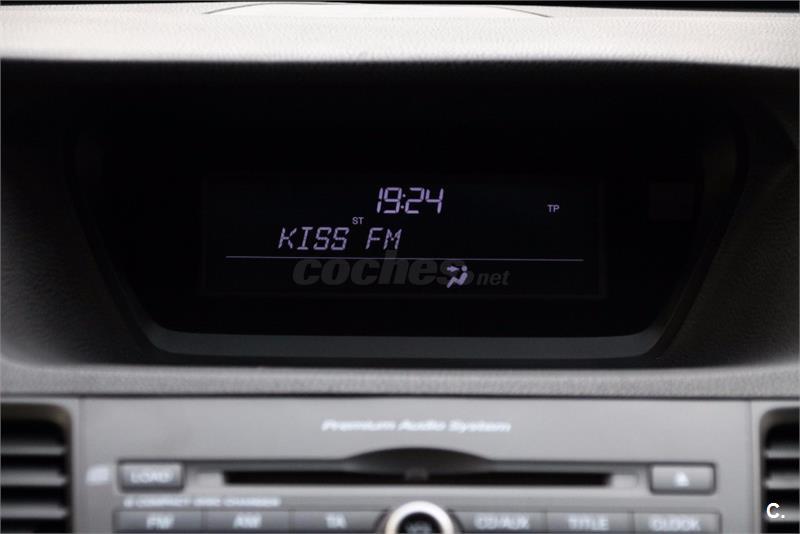 19:24
ST
TP
KISS FM
coches.net
Premium Audio System
LOAD
6 COMPACT DISC CHANGER
FM AM TA VOL CD/AUX TITLE CLOCK
C.